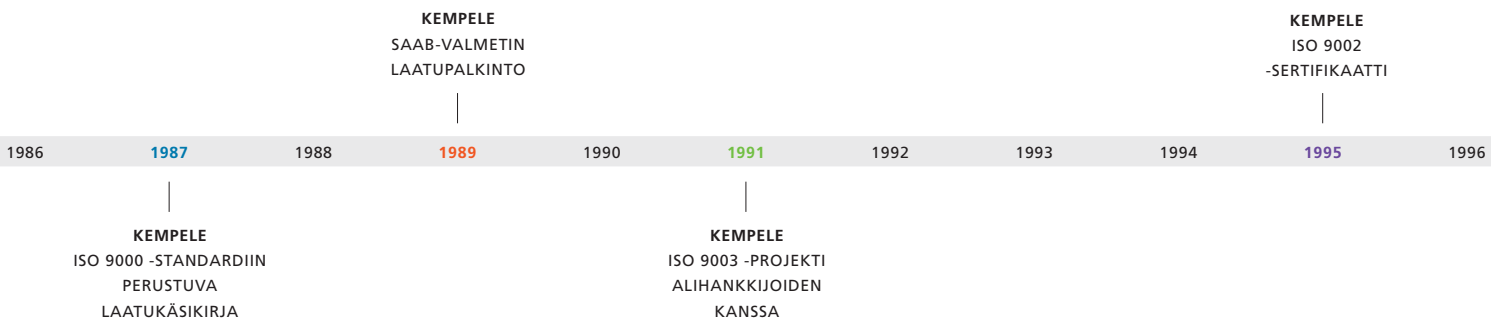 KEMPELE
SAAB-VALMETIN
LAATUPALKINTO
KEMPELE
ISO 9002
-SERTIFIKAATTI
1986 1987 1988 1989 1990 1991 1992 1993 1994 1995 1996
KEMPELE
ISO 9000 -STANDARDIIN
PERUSTUVA
LAATUKÄSIKIRJA
KEMPELE
ISO 9003 -PROJEKTI
ALIHANKKIJOIDEN
KANSSA